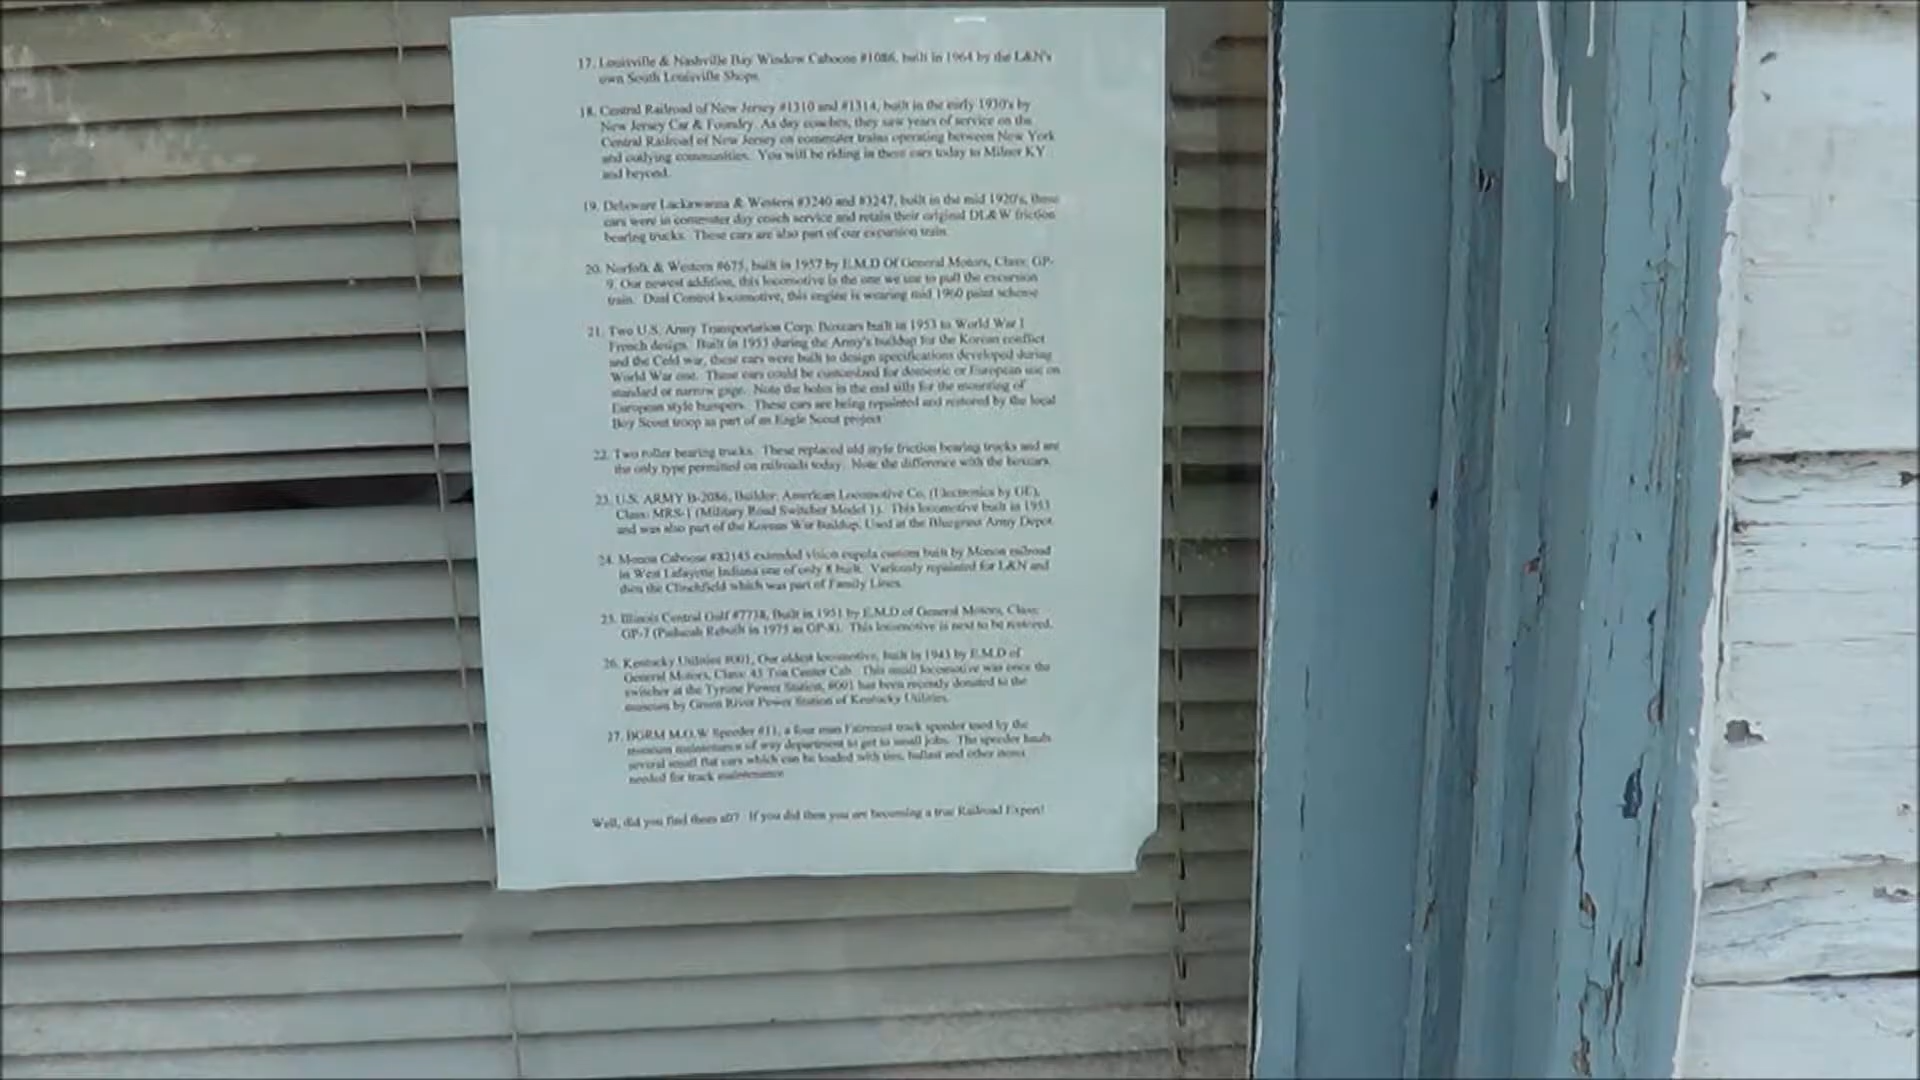 17. Louisville & Nashville Bay Window Caboose #1086, built in 1964 by the L&N's
own South Louisville Shops.
18. Central Railroad of New Jersey #1310 and #1314, built in the early 1930's by
New Jersey Car & Foundry. As day coaches, they saw years of service on the
Central Railroad of New Jersey on commuter trains operating between New York
and outlying communities. You will be riding in these cars today to Milner KY
and beyond.
19. Delaware Lackawanna & Western #3240 and #3247, built in the mid 1920's, these
cars were in commuter day coach service and retain their original DL&W friction
bearing trucks. These cars are also part of our excursion train.
20. Norfolk & Western #675, built in 1957 by E.M.D Of General Motors, Class: GP-
9. Our newest addition, this locomotive is the one we use to pull the excursion
train. Dual Control locomotive, this engine is wearing mid 1960 paint scheme
21. Two U.S. Army Transportation Corp. Boxcars built in 1953 to World War I
French design. Built in 1953 during the Army's buildup for the Korean conflict
and the Cold war, these cars were built to design specifications developed during
World War one. These cars could be customized for domestic or European use on
standard or narrow gage. Note the holes in the end sills for the mounting of
European style bumpers. These cars are being repainted and restored by the local
Boy Scout troop as part of an Eagle Scout project
22. Two roller bearing trucks. These replaced old style friction bearing trucks and are
the only type permitted on railroads today. Note the difference with the boxcars.
23. U.S. ARMY B-2086, Builder: American Locomotive Co. (Electronics by GE),
Class: MRS-1 (Military Road Switcher Model 1). This locomotive built in 1953
and was also part of the Korean War buildup. Used at the Bluegrass Army Depot
24. Monon Caboose #82145 extended vision cupola custom built by Monon railroad
in West Lafayette Indiana one of only 8 built. Variously repainted for L&N and
then the Clinchfield which was part of Family Lines.
25. Illinois Central Gulf #7738, Built in 1951 by E.M.D of General Motors, Class:
GP-7 (Paducah Rebuilt in 1975 as GP-8). This locomotive is next to be restored.
26. Kentucky Utilities #001, Our oldest locomotive, built in 1943 by E.M.D of
General Motors, Class: 45 Ton Center Cab. This small locomotive was once the
switcher at the Tyrone Power Station, #001 has been recently donated to the
museum by Green River Power Station of Kentucky Utilities.
27. BGRM M.O.W Speeder #11, a four man Fairmont track speeder used by the
museum maintenance of way department to get to small jobs. The speeder hauls
several small flat cars which can be loaded with ties, ballast and other items
needed for track maintenance
Well, did you find them all? If you did then you are becoming a true Railroad Expert!